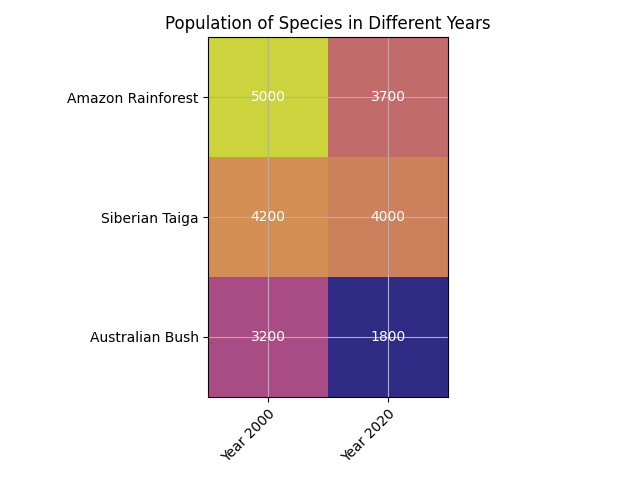 Population of Species in Different Years
Amazon Rainforest 5000 3700
Siberian Taiga 4200 4000
Australian Bush 3200 1800
Year 2000 Year 2020